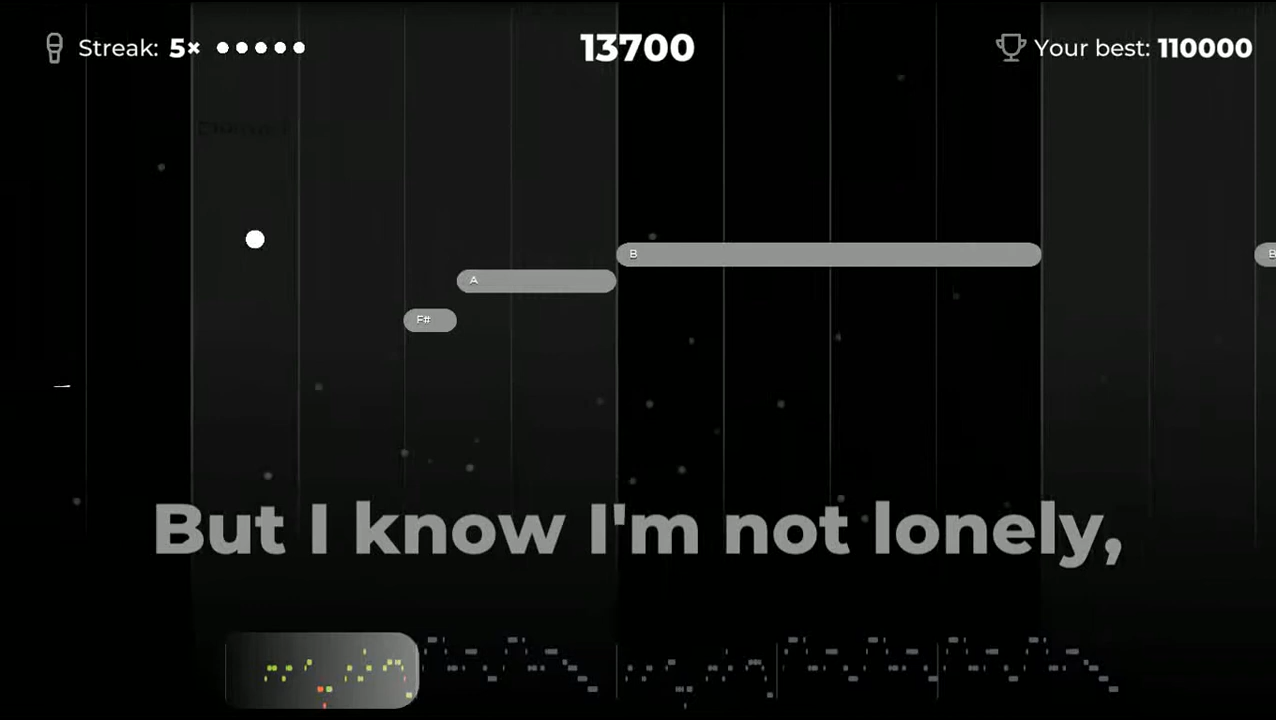 Streak: 5× 13700 Your best: 110000
B B
A
F#
But I know I'm not lonely,